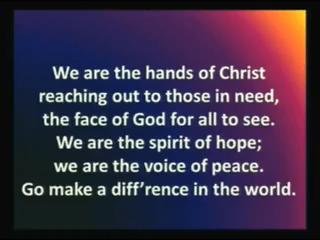 We are the hands of Christ
reaching out to those in need,
the face of God for all to see.
We are the spirit of hope;
we are the voice of peace.
Go make a diff'rence in the world.